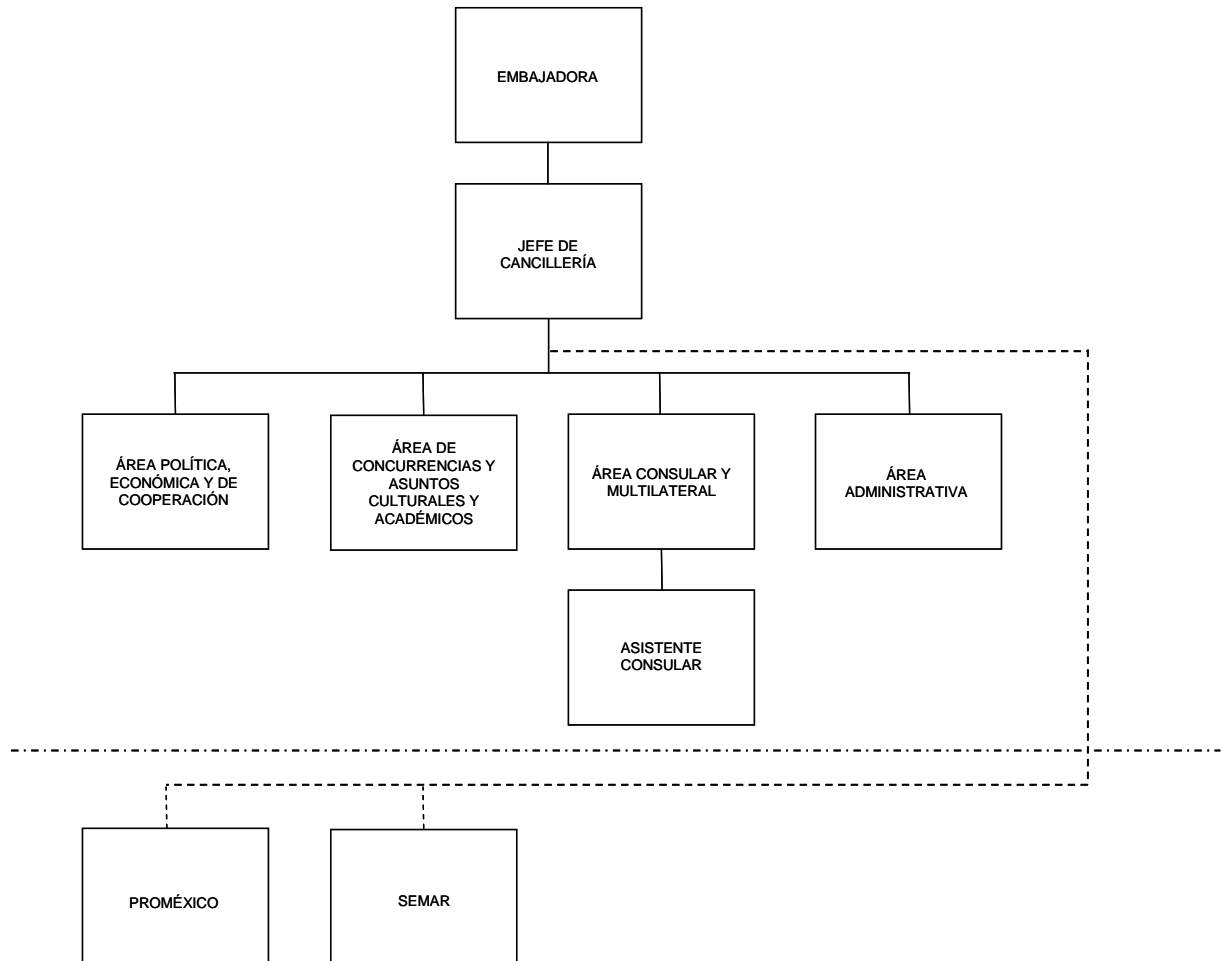 EMBAJADORA
JEFE DE
CANCILLERÍA
ÁREA POLÍTICA,
ECONÓMICA Y DE
COOPERACIÓN
ÁREA DE
CONCURRENCIAS Y
ASUNTOS
CULTURALES Y
ACADÉMICOS
ÁREA CONSULAR Y
MULTILATERAL
ÁREA
ADMINISTRATIVA
ASISTENTE
CONSULAR
PROMÉXICO
SEMAR